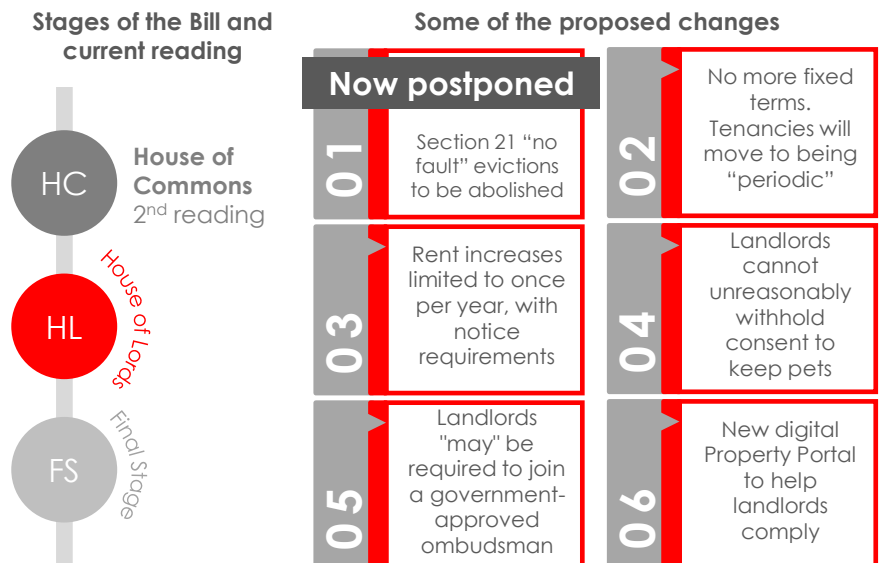 Stages of the Bill and
current reading
HC
House of
Commons
2nd reading
HL
House of Lords
FS
Final Stage
Some of the proposed changes
Now postponed
01
Section 21 “no
fault” evictions
to be abolished
02
No more fixed
terms.
Tenancies will
move to being
“periodic”
03
Rent increases
limited to once
per year, with
notice
requirements
04
Landlords
cannot
unreasonably
withhold
consent to
keep pets
05
Landlords
"may" be
required to join
a government-
approved
ombudsman
06
New digital
Property Portal
to help
landlords
comply